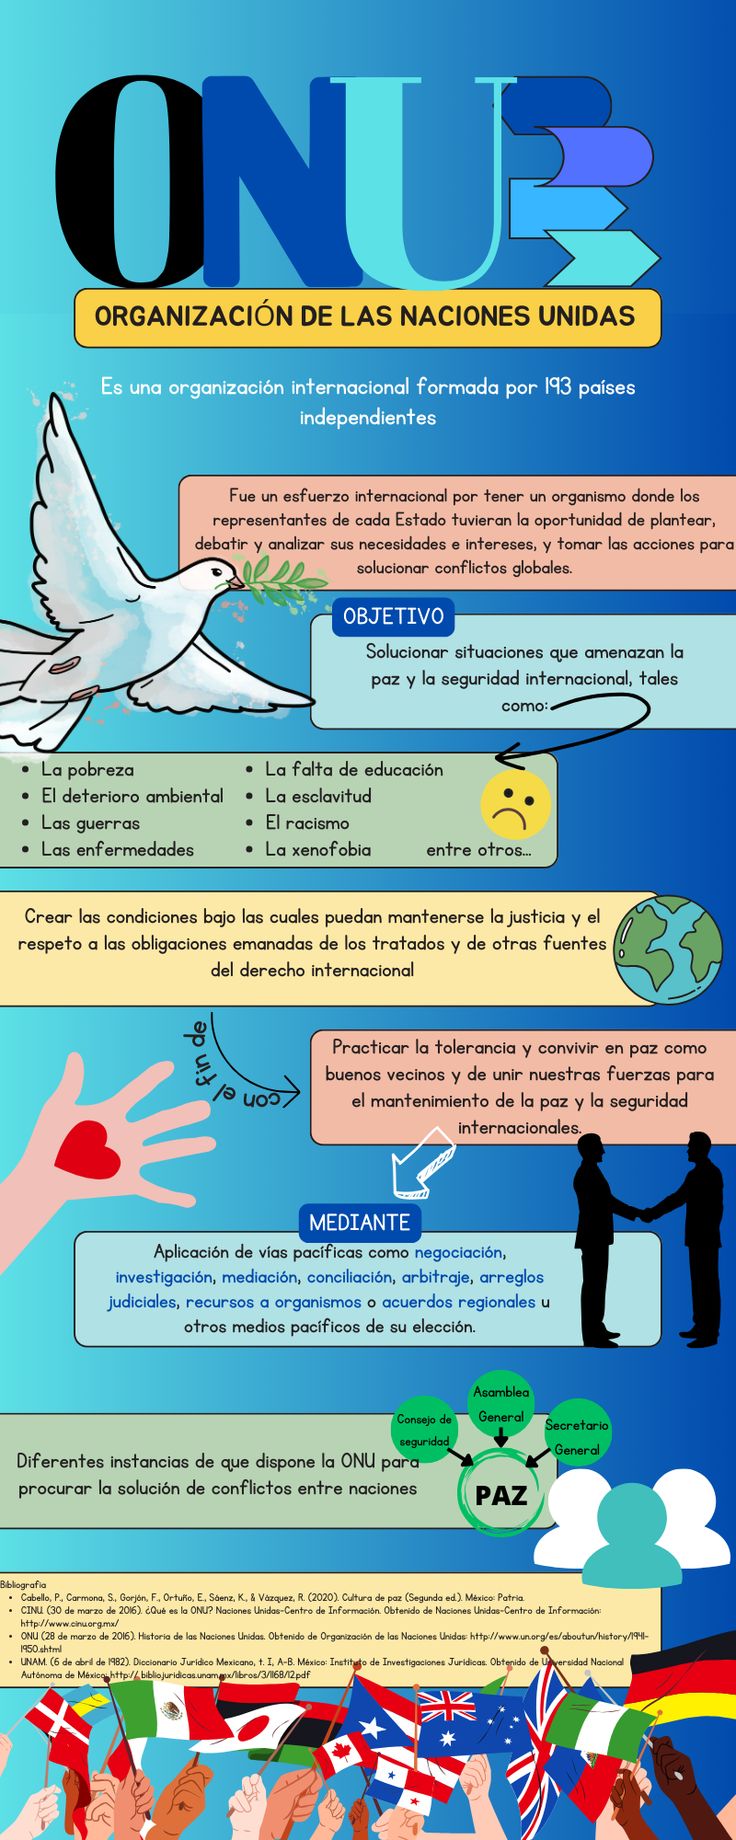 ONU
ORGANIZACIÓN DE LAS NACIONES UNIDAS
Es una organización internacional formada por 193 países
independientes
Fue un esfuerzo internacional por tener un organismo donde los
representantes de cada Estado tuvieran la oportunidad de plantear,
debatir y analizar sus necesidades e intereses, y tomar las acciones para
solucionar conflictos globales.
OBJETIVO
Solucionar situaciones que amenazan la
paz y la seguridad internacional, tales
como:
• La pobreza
• El deterioro ambiental
• Las guerras
• Las enfermedades
• La falta de educación
• La esclavitud
• El racismo
• La xenofobia
entre otros...
Crear las condiciones bajo las cuales puedan mantenerse la justicia y el
respeto a las obligaciones emanadas de los tratados y de otras fuentes
del derecho internacional
con el fin de
Practicar la tolerancia y convivir en paz como
buenos vecinos y de unir nuestras fuerzas para
el mantenimiento de la paz y la seguridad
internacionales.
MEDIANTE
Aplicación de vías pacíficas como negociación,
investigación, mediación, conciliación, arbitraje, arreglos
judiciales, recursos a organismos o acuerdos regionales u
otros medios pacíficos de su elección.
Diferentes instancias de que dispone la ONU para
procurar la solución de conflictos entre naciones
Consejo de
seguridad
Asamblea
General
Secretario
General
PAZ
Bibliografía
• Cabello, P., Carmona, S., Gorjón, F., Ortuño, E., Sáenz, K., & Vázquez, R. (2020). Cultura de paz (Segunda ed.). México: Patria.
• CINU. (30 de marzo de 2016). ¿Qué es la ONU? Naciones Unidas-Centro de Información. Obtenido de Naciones Unidas-Centro de Información:
http://www.cinu.org.mx/
• ONU (28 de marzo de 2016). Historia de las Naciones Unidas. Obtenido de Organización de las Naciones Unidas: http://www.un.org/es/aboutun/history/1941-
1950.shtml
• UNAM. (6 de abril de 1982). Diccionario Jurídico Mexicano, t. I, A-B. México: Instituto de Investigaciones Jurídicas. Obtenido de Universidad Nacional
Autónoma de México: http:// bibliojuridicas.unam.mx/libros/3/1168/12.pdf